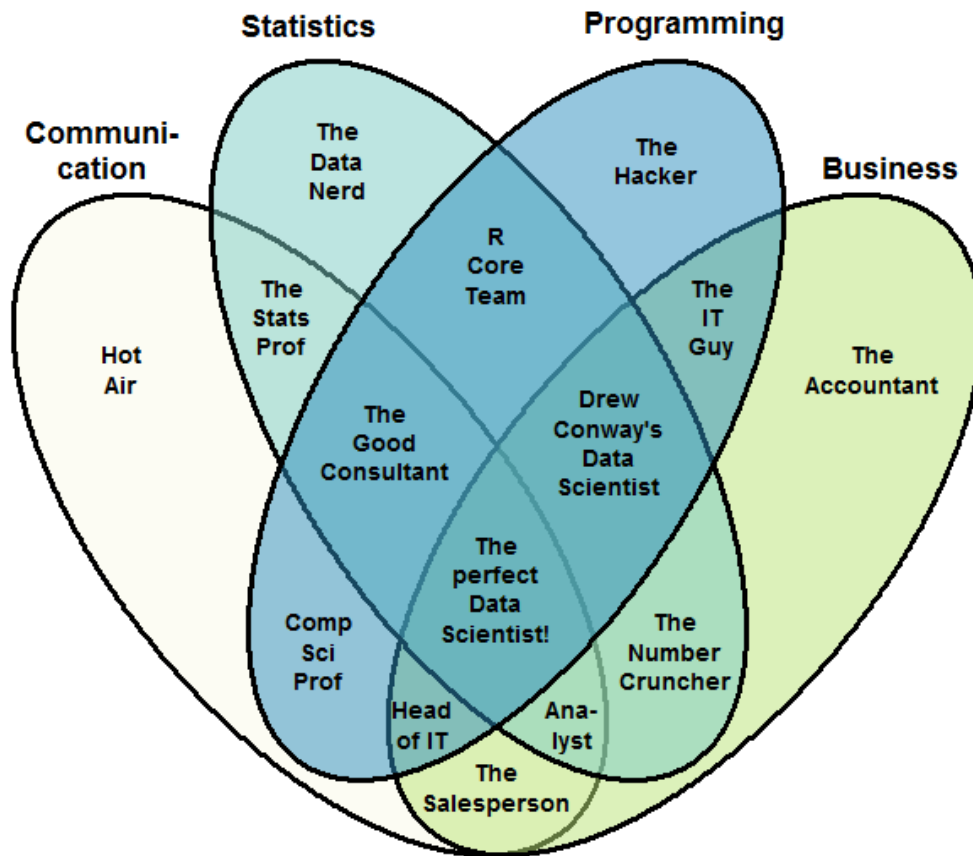 Statistics
Programming
Communi-
cation
Business
The
Data
Nerd
The
Hacker
R
Core
Team
The
Stats
Prof
The
IT
Guy
Hot
Air
The
Accountant
The
Good
Consultant
Drew
Conway's
Data
Scientist
The
perfect
Data
Scientist!
Comp
Sci
Prof
The
Number
Cruncher
Head
of IT
Ana-
lyst
The
Salesperson